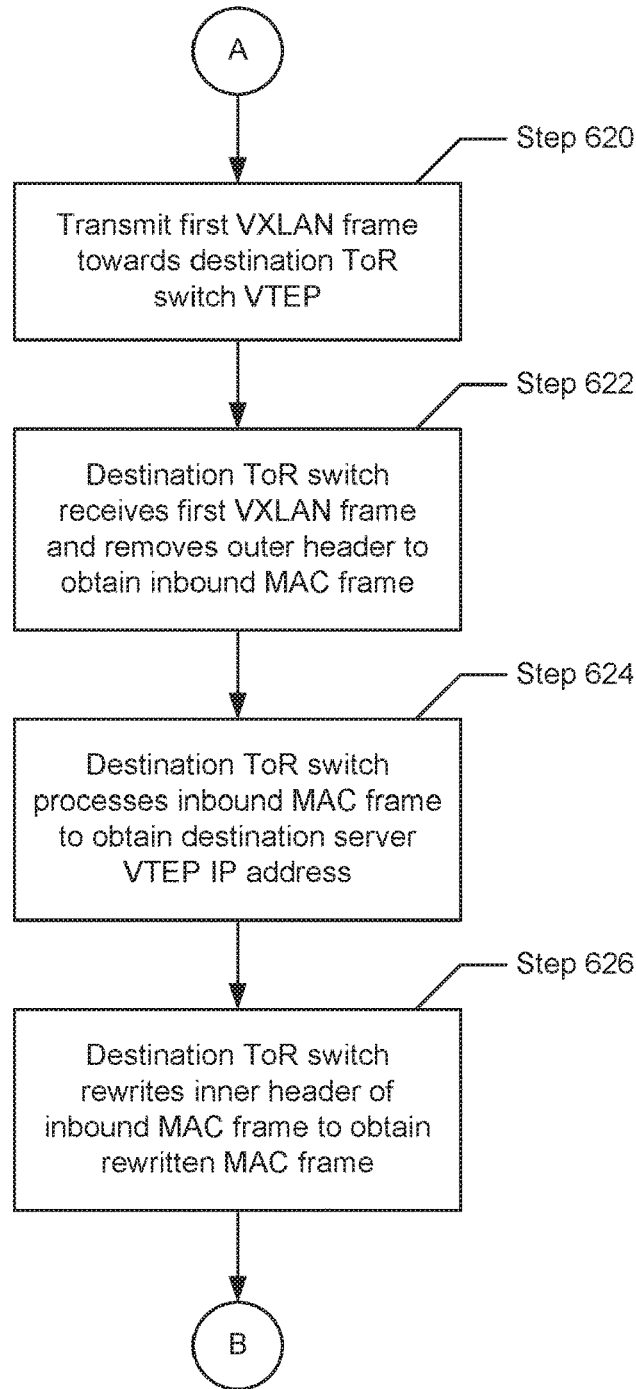 A
Step 620
Transmit first VXLAN frame
towards destination ToR
switch VTEP
Step 622
Destination ToR switch
receives first VXLAN frame
and removes outer header to
obtain inbound MAC frame
Step 624
Destination ToR switch
processes inbound MAC frame
to obtain destination server
VTEP IP address
Step 626
Destination ToR switch
rewrites inner header of
inbound MAC frame to obtain
rewritten MAC frame
B